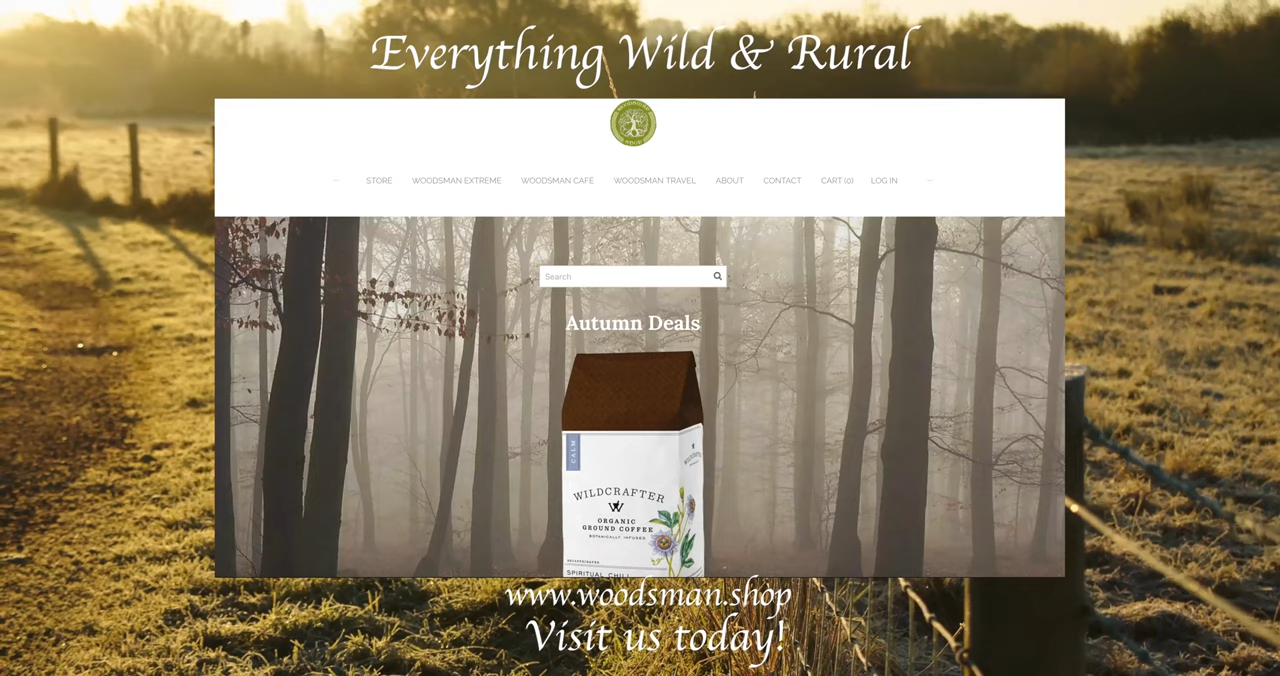 Everything Wild & Rural
STORE WOODSMAN EXTREME WOODSMAN CAFE WOODSMAN TRAVEL ABOUT CONTACT CART (0) LOG IN
Search
Autumn Deals
CALM
WILDCRAFTER
ORGANIC
GROUND COFFEE
BOTANICALLY INFUSED
SPIRITUAL CHILL
www.woodsman.shop
Visit us today!